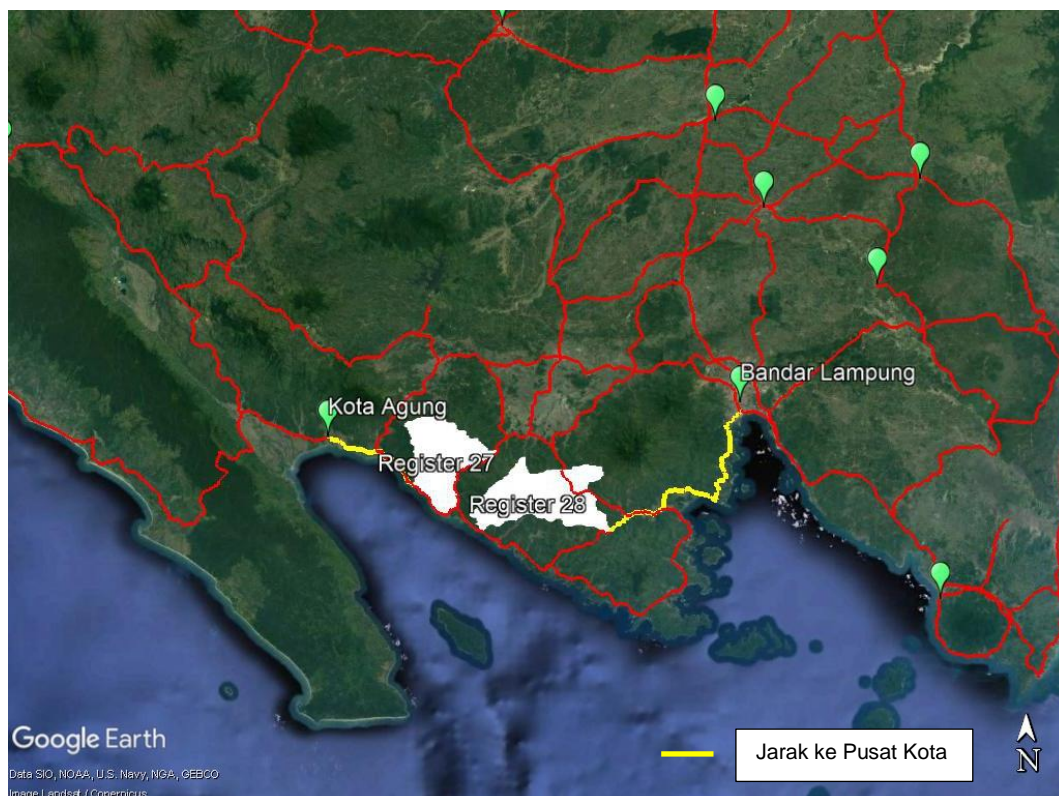 Bandar Lampung
Kota Agung
Register 27
Register 28
Google Earth
Data SIO, NOAA, U.S. Navy, NGA, GEBCO
Image Landsat / Copernicus
Jarak ke Pusat Kota
N